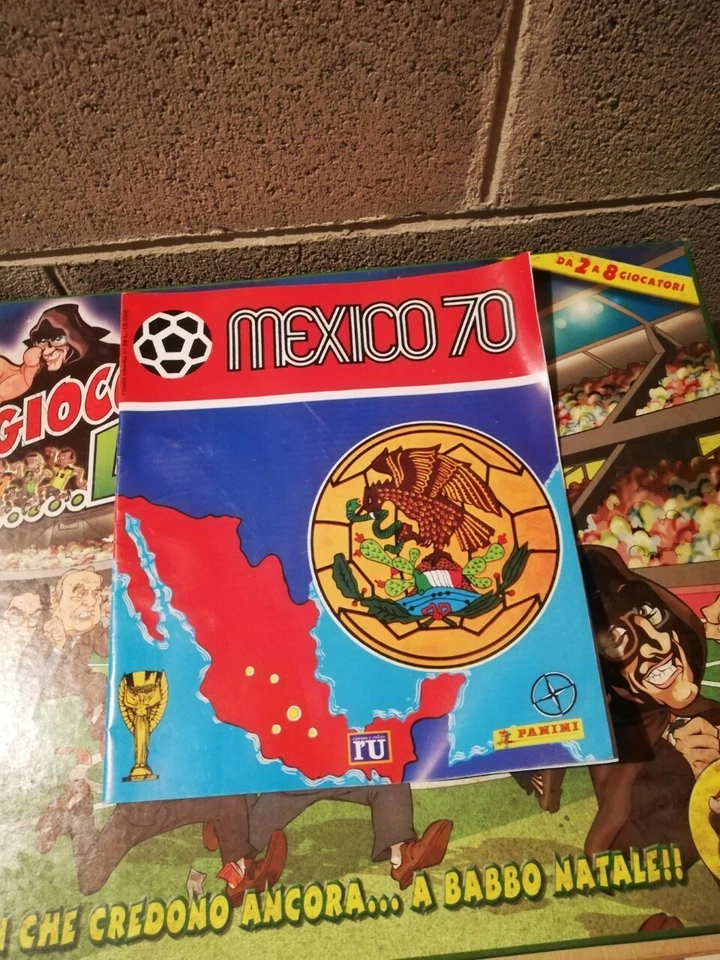 DA 2 A 8 GIOCATORI
MEXICO 70
GIOC
PANINI
CHE CREDONO ANCORA... A BABBO NATALE!!